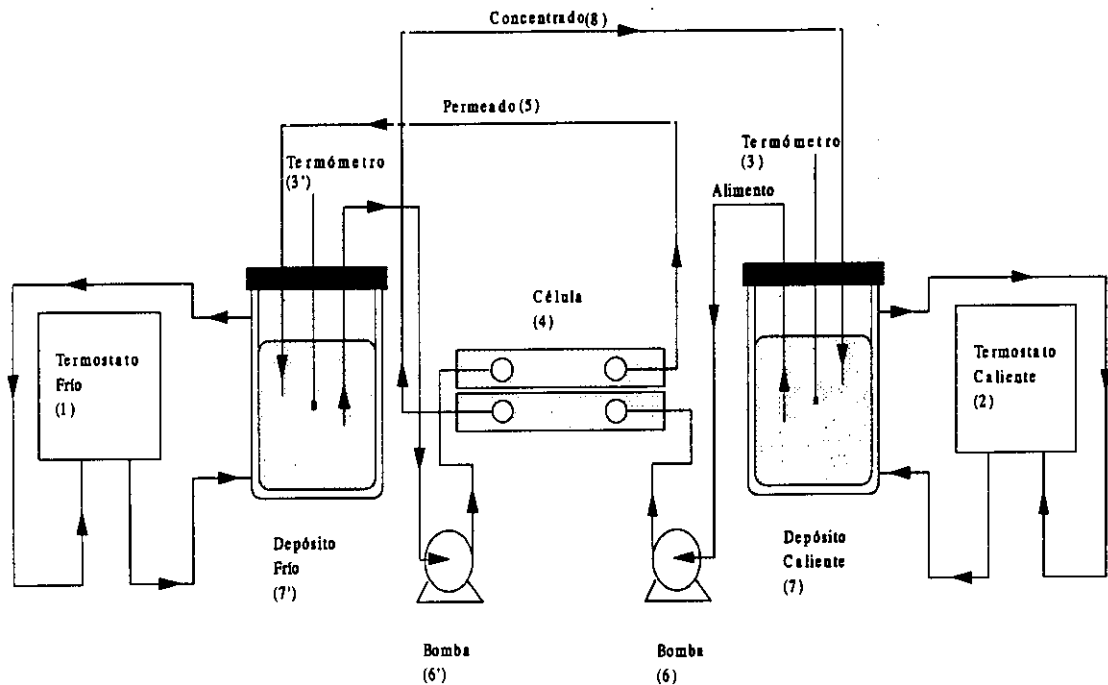 Concentrado(8)
Permeado(5)
Termómetro
(3')
Termómetro
(3)
Alimento
Célula
(4)
Termostato
Frío
(1)
Termostato
Caliente
(2)
Depósito
Frío
(7')
Depósito
Caliente
(7)
Bomba
(6')
Bomba
(6)